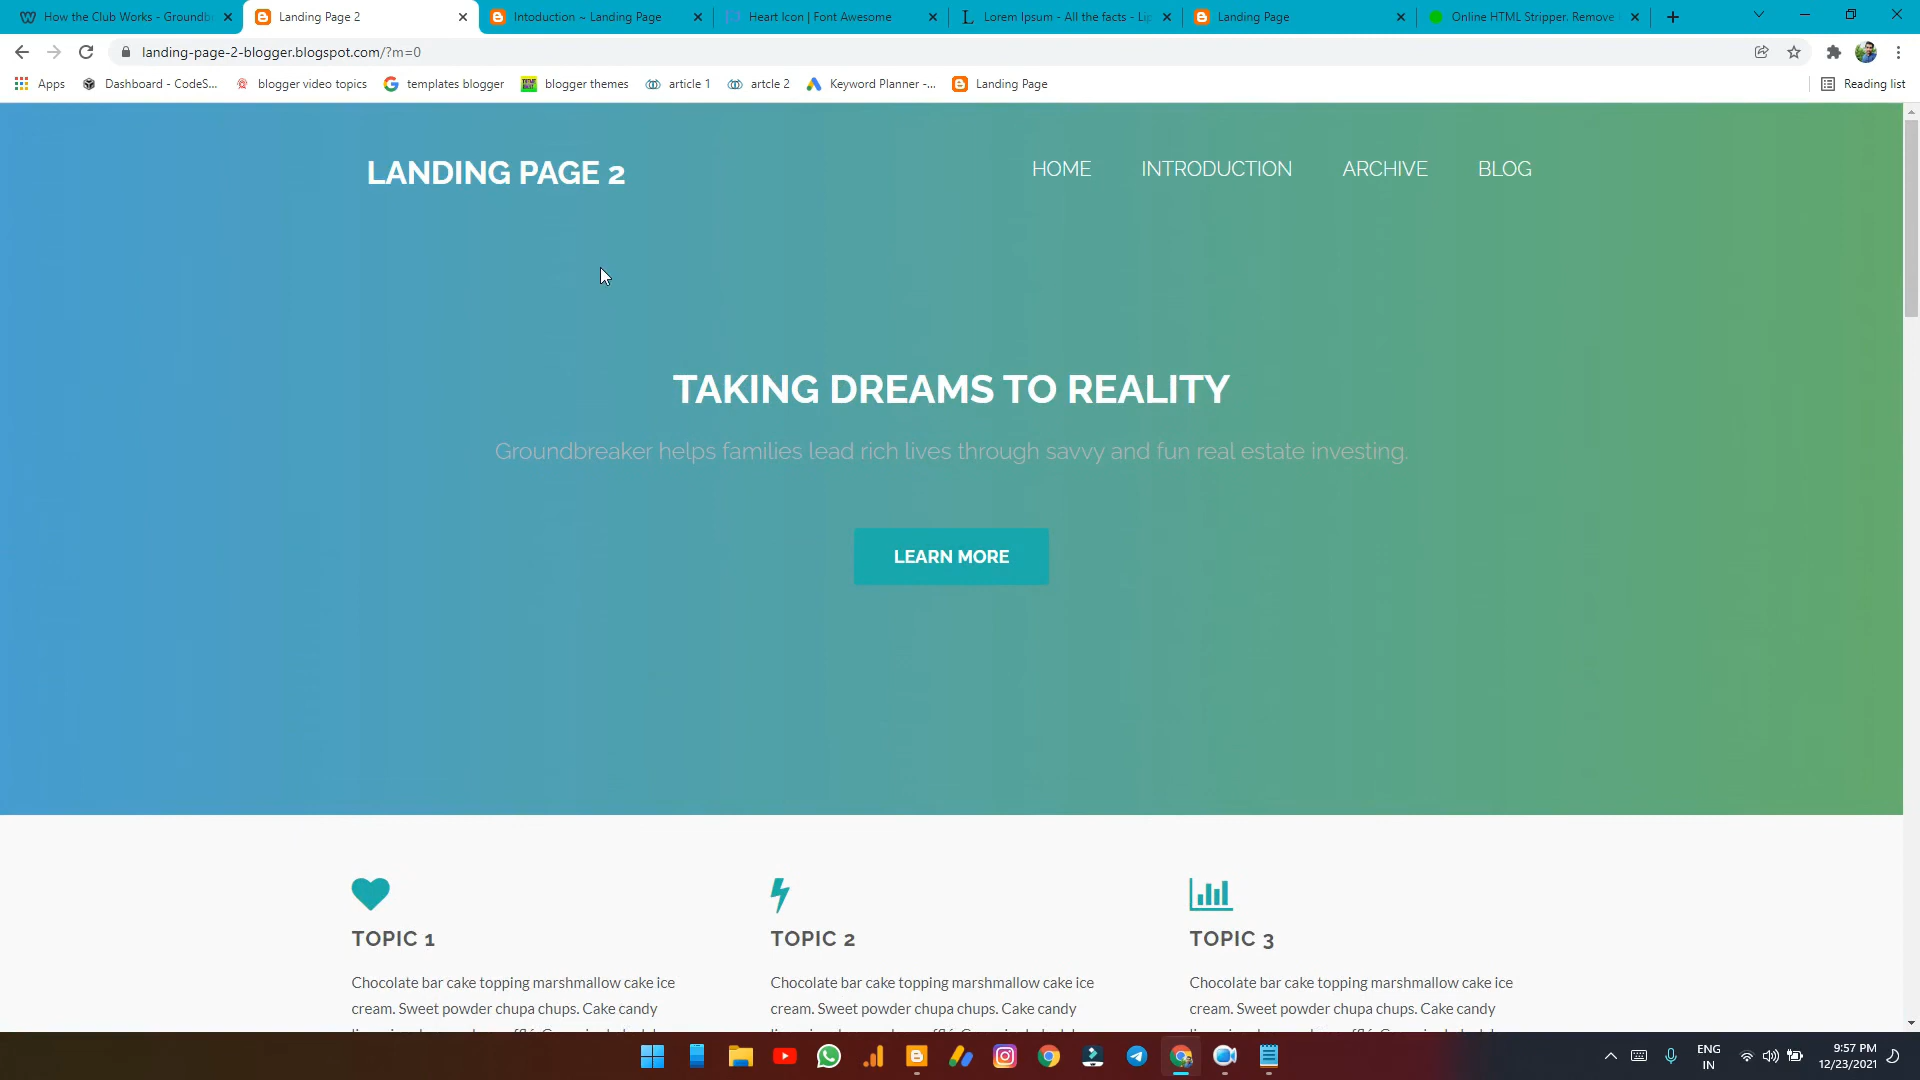 How the Club Works - Groundb
Landing Page 2
Intoduction ~ Landing Page
Heart Icon | Font Awesome
Lorem Ipsum - All the facts - Lip
Landing Page
Online HTML Stripper. Remove
landing-page-2-blogger.blogspot.com/?m=0
Apps
Dashboard - CodeS...
blogger video topics
templates blogger
blogger themes
article 1
artcle 2
Keyword Planner -...
Landing Page
Reading list
LANDING PAGE 2
HOME
INTRODUCTION
ARCHIVE
BLOG
TAKING DREAMS TO REALITY
Groundbreaker helps families lead rich lives through savvy and fun real estate investing.
LEARN MORE
TOPIC 1
TOPIC 2
TOPIC 3
Chocolate bar cake topping marshmallow cake ice
cream. Sweet powder chupa chups. Cake candy
Chocolate bar cake topping marshmallow cake ice
cream. Sweet powder chupa chups. Cake candy
Chocolate bar cake topping marshmallow cake ice
cream. Sweet powder chupa chups. Cake candy
ENG
IN
9:57 PM
12/23/2021